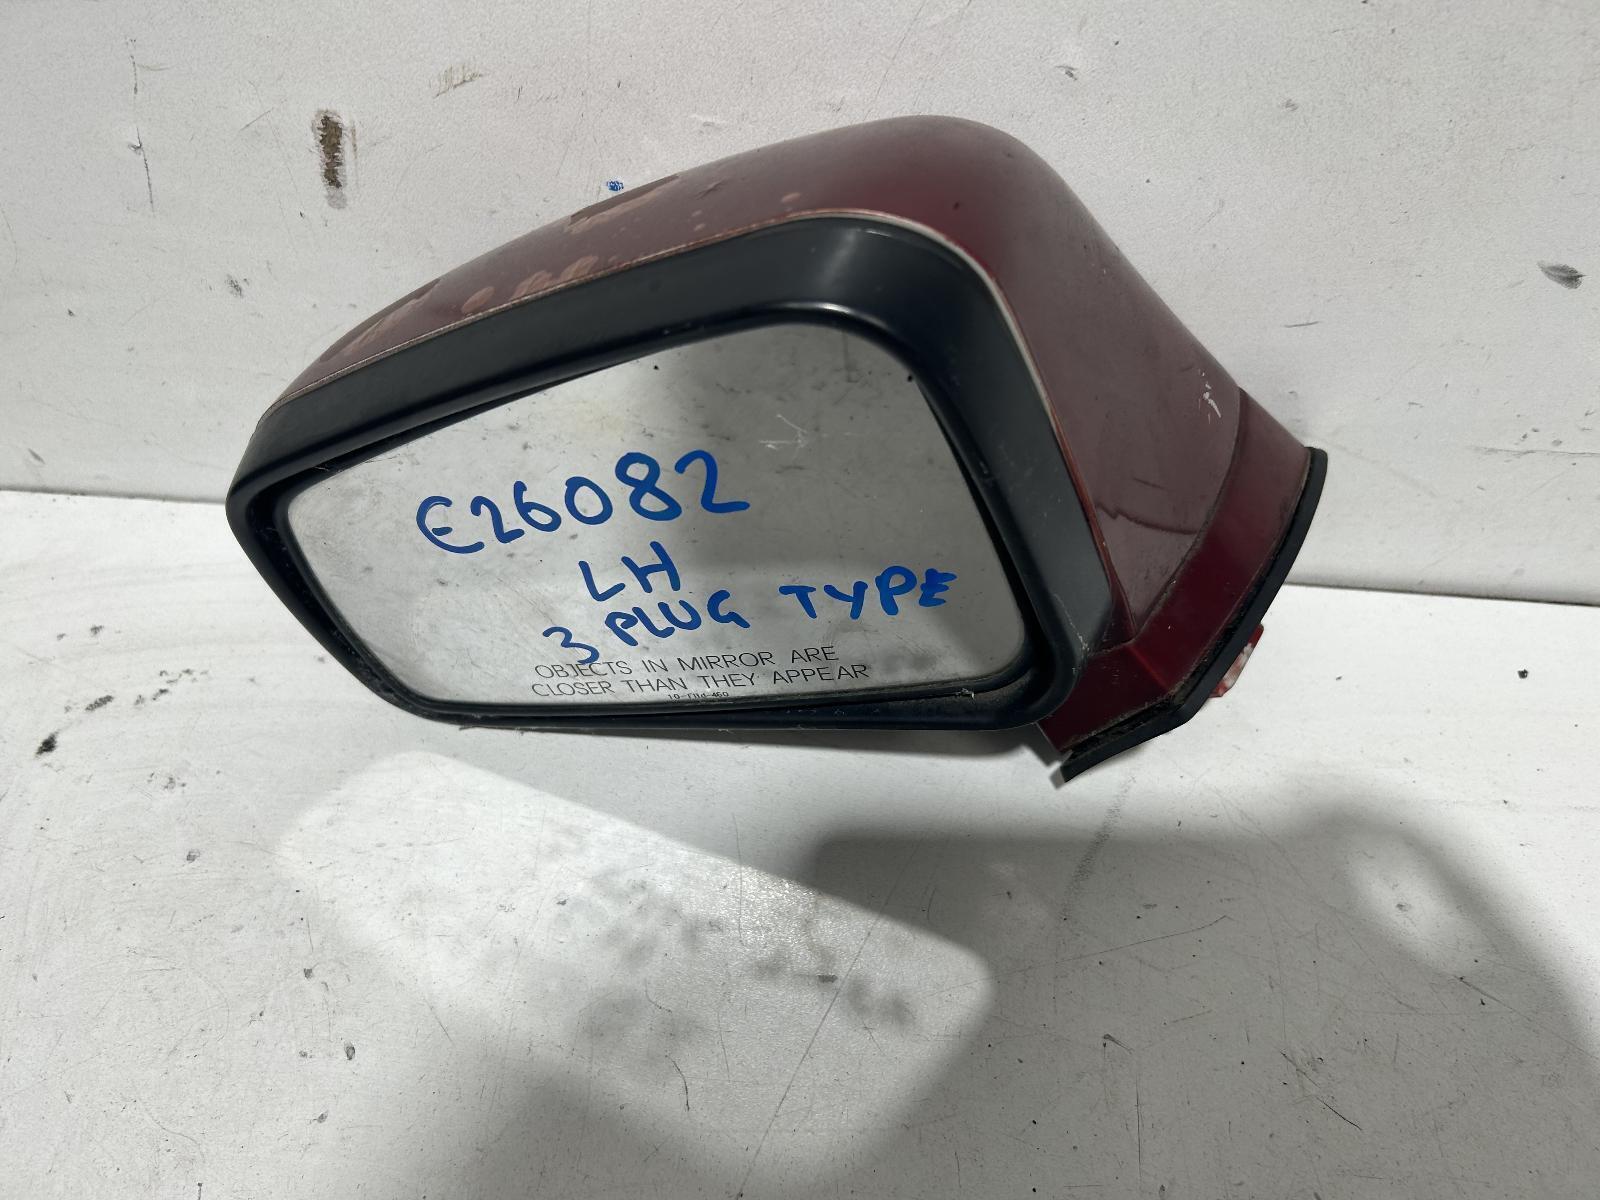 E26082
LH
3 PLUG TYPE
OBJECTS IN MIRROR ARE
CLOSER THAN THEY APPEAR